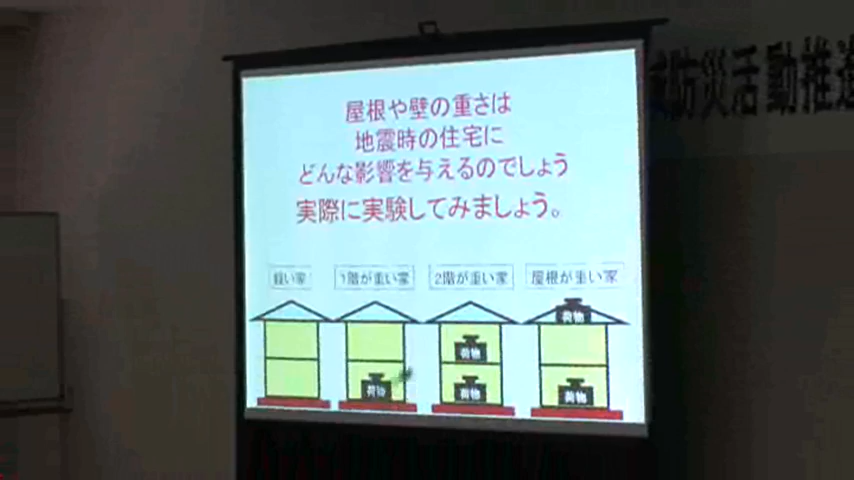 防災活動推進
屋根や壁の重さは
地震時の住宅に
どんな影響を与えるのでしょう
実際に実験してみましょう。
軽い家 1階が重い家 2階が重い家 屋根が重い家
荷物
荷物
荷物 荷物 荷物